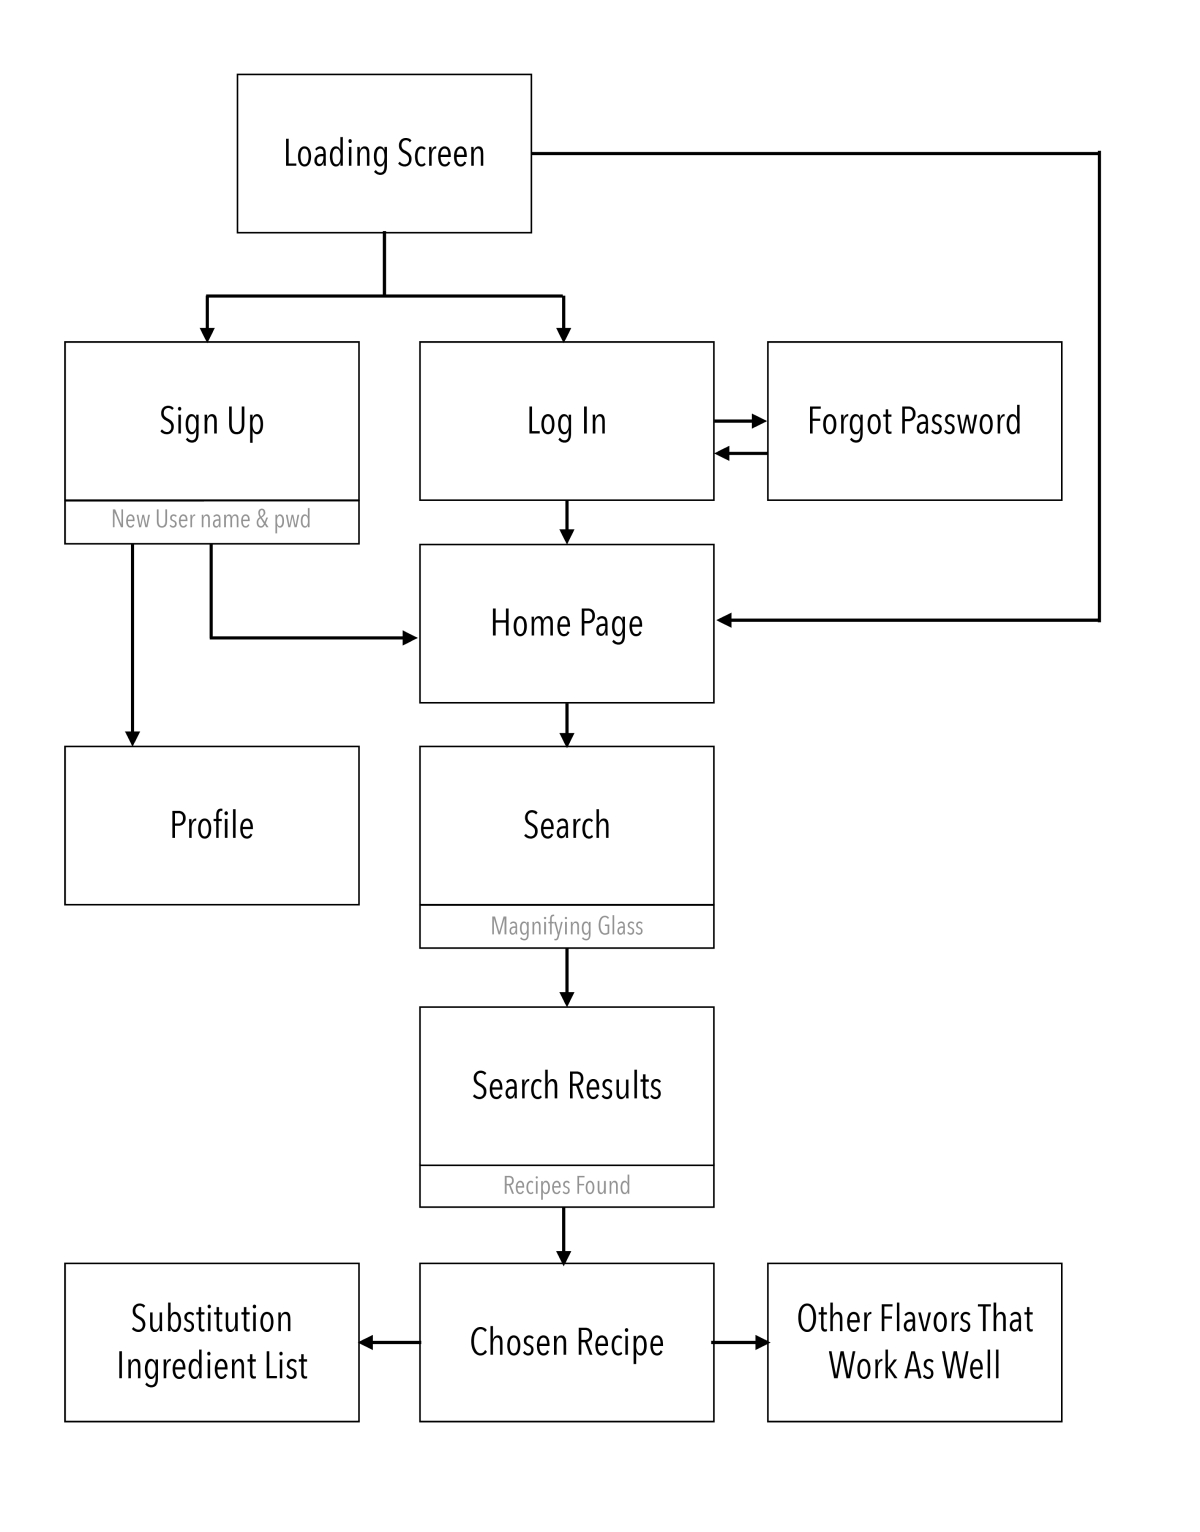 Loading Screen
Sign Up
Log In
Forgot Password
New User name & pwd
Home Page
Profile
Search
Magnifying Glass
Search Results
Recipes Found
Substitution
Ingredient List
Chosen Recipe
Other Flavors That
Work As Well